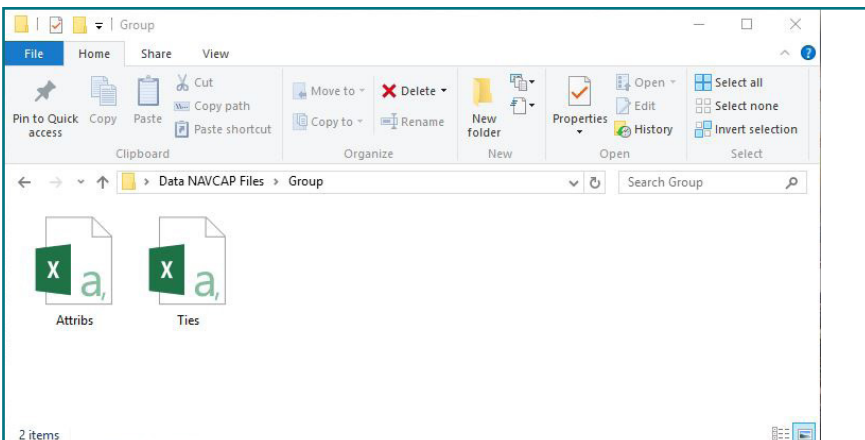 Group
File Home Share View
Pin to Quick access
Copy
Paste
Cut
Copy path
Paste shortcut
Clipboard
Move to
Copy to
Delete
Rename
Organize
New folder
New
Properties
Open
Edit
History
Open
Select all
Select none
Invert selection
Select
Data NAVCAP Files > Group
Search Group
X a,
X a,
Attribs
Ties
2 items